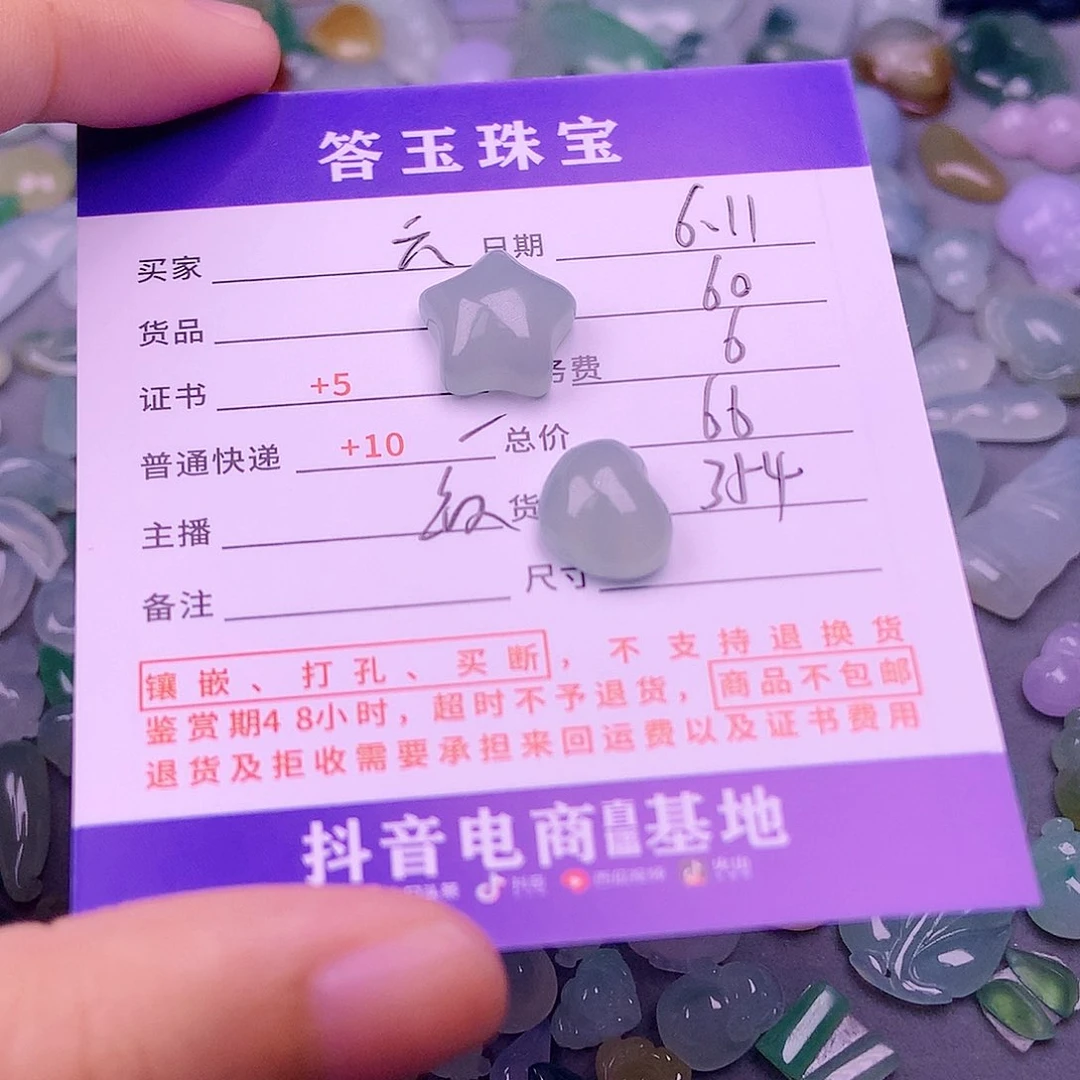 答玉珠宝
买家 云 日期 6、11
货品 60
证书 +5 务费 6
普通快递 +10 总价 66
主播 货
备注 尺寸
镶嵌、打孔、买断，不支持退换货
鉴赏期48小时，超时不予退货，商品不包邮
退货及拒收需要承担来回运费以及证书费用
抖音电商直播基地